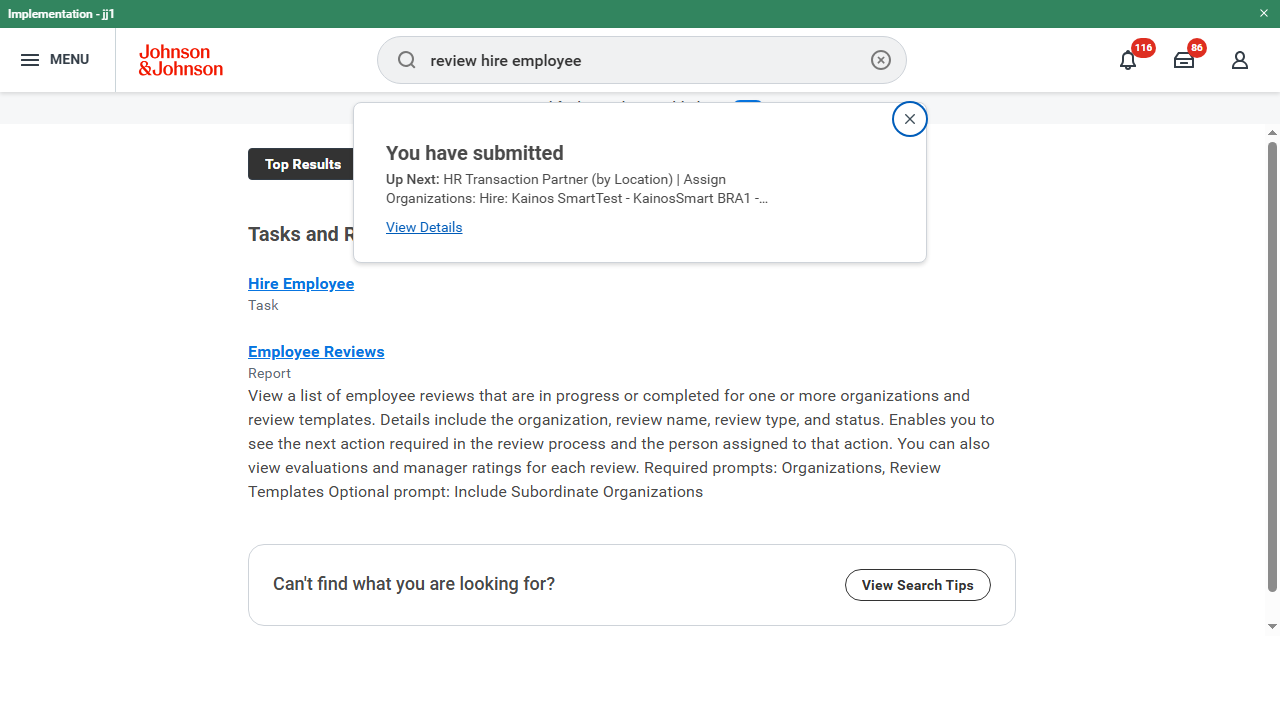 Implementation - jj1
MENU
Johnson
&Johnson
review hire employee
116
86
You have submitted
Up Next: HR Transaction Partner (by Location) | Assign
Organizations: Hire: Kainos SmartTest - KainosSmart BRA1 -...
View Details
Top Results
Tasks and R
Hire Employee
Task
Employee Reviews
Report
View a list of employee reviews that are in progress or completed for one or more organizations and
review templates. Details include the organization, review name, review type, and status. Enables you to
see the next action required in the review process and the person assigned to that action. You can also
view evaluations and manager ratings for each review. Required prompts: Organizations, Review
Templates Optional prompt: Include Subordinate Organizations
Can't find what you are looking for?
View Search Tips